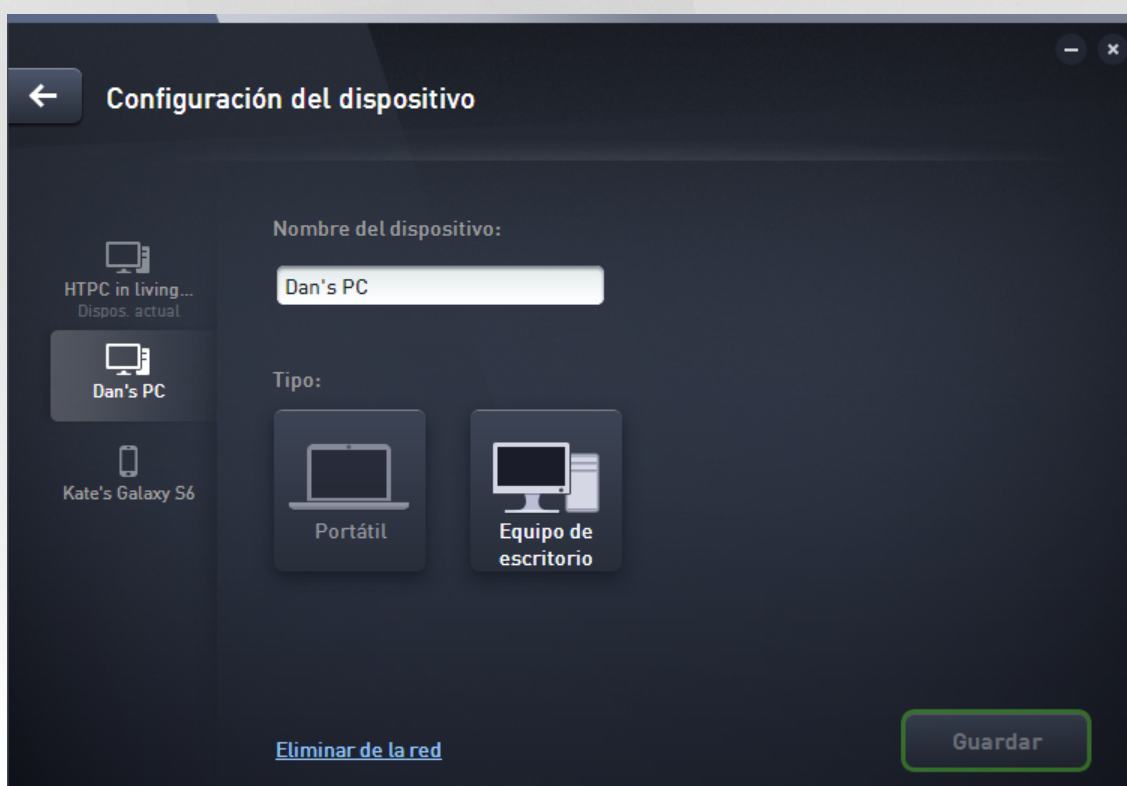 Configuración del dispositivo
HTPC in living...
Dispos. actual
Dan's PC
Kate's Galaxy S6
Nombre del dispositivo:
Dan's PC
Tipo:
Portátil
Equipo de
escritorio
Eliminar de la red
Guardar